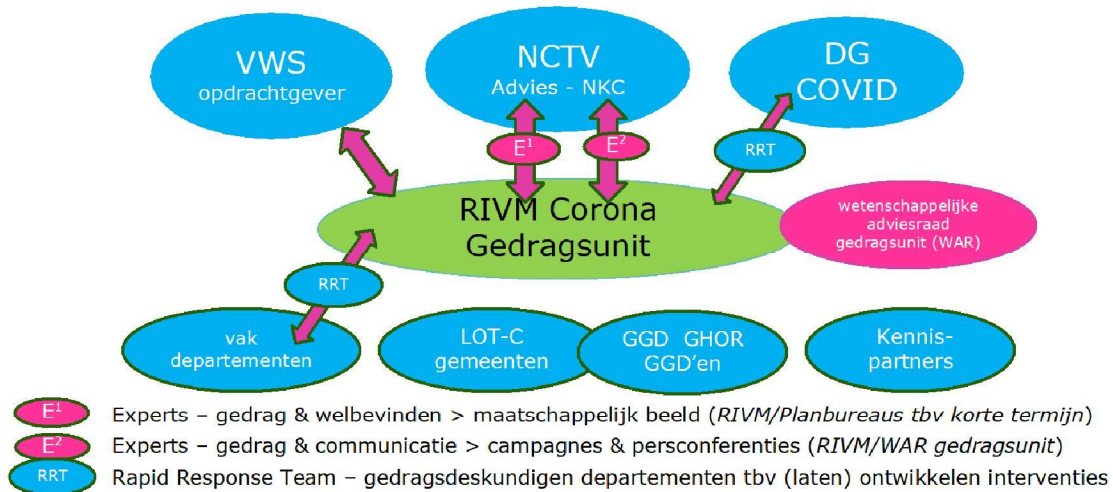 VWS
opdrachtgever
NCTV
Advies - NKC
DG
COVID
E¹
E²
RRT
RIVM Corona
Gedragsunit
wetenschappelijke
adviesraad
gedragsunit (WAR)
RRT
vak
departementen
LOT-C
gemeenten
GGD GHOR
GGD'en
Kennis-
partners
E¹ Experts – gedrag & welbevinden > maatschappelijk beeld (RIVM/Planbureaus tbv korte termijn)
E² Experts – gedrag & communicatie > campagnes & persconferenties (RIVM/WAR gedragsunit)
RRT Rapid Response Team – gedragsdeskundigen departementen tbv (laten) ontwikkelen interventies